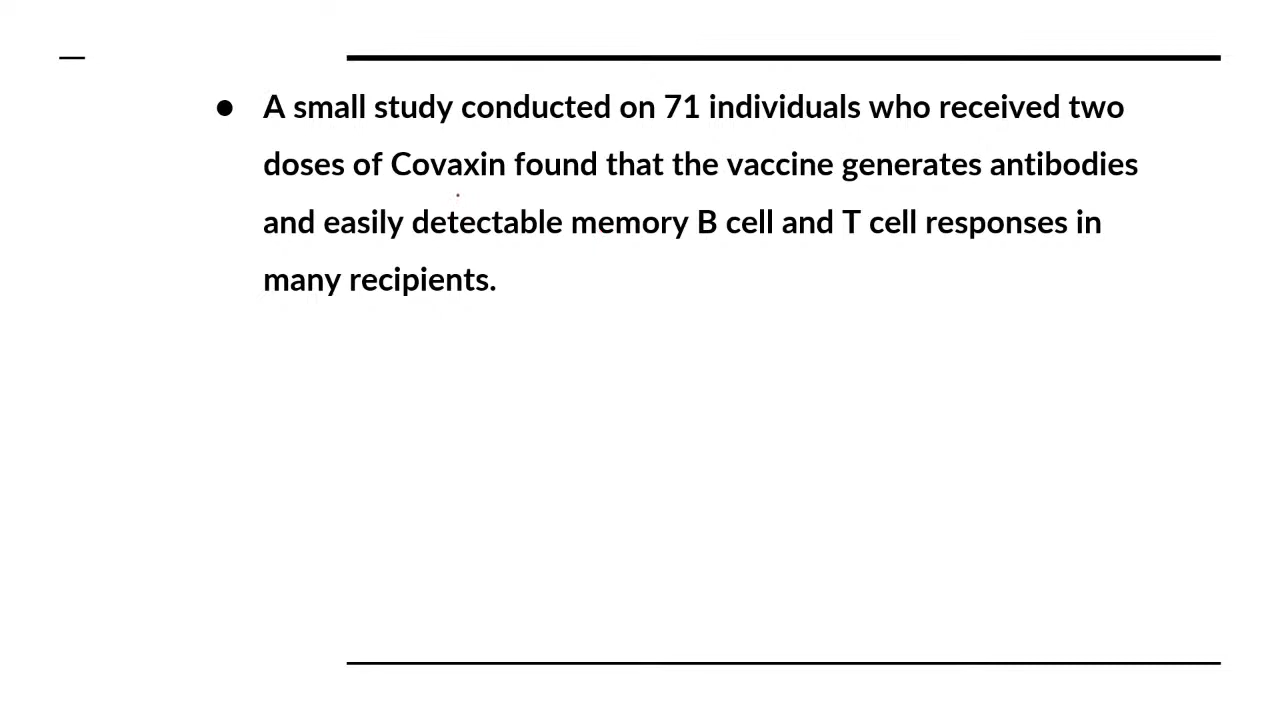 ● A small study conducted on 71 individuals who received two
doses of Covaxin found that the vaccine generates antibodies
and easily detectable memory B cell and T cell responses in
many recipients.